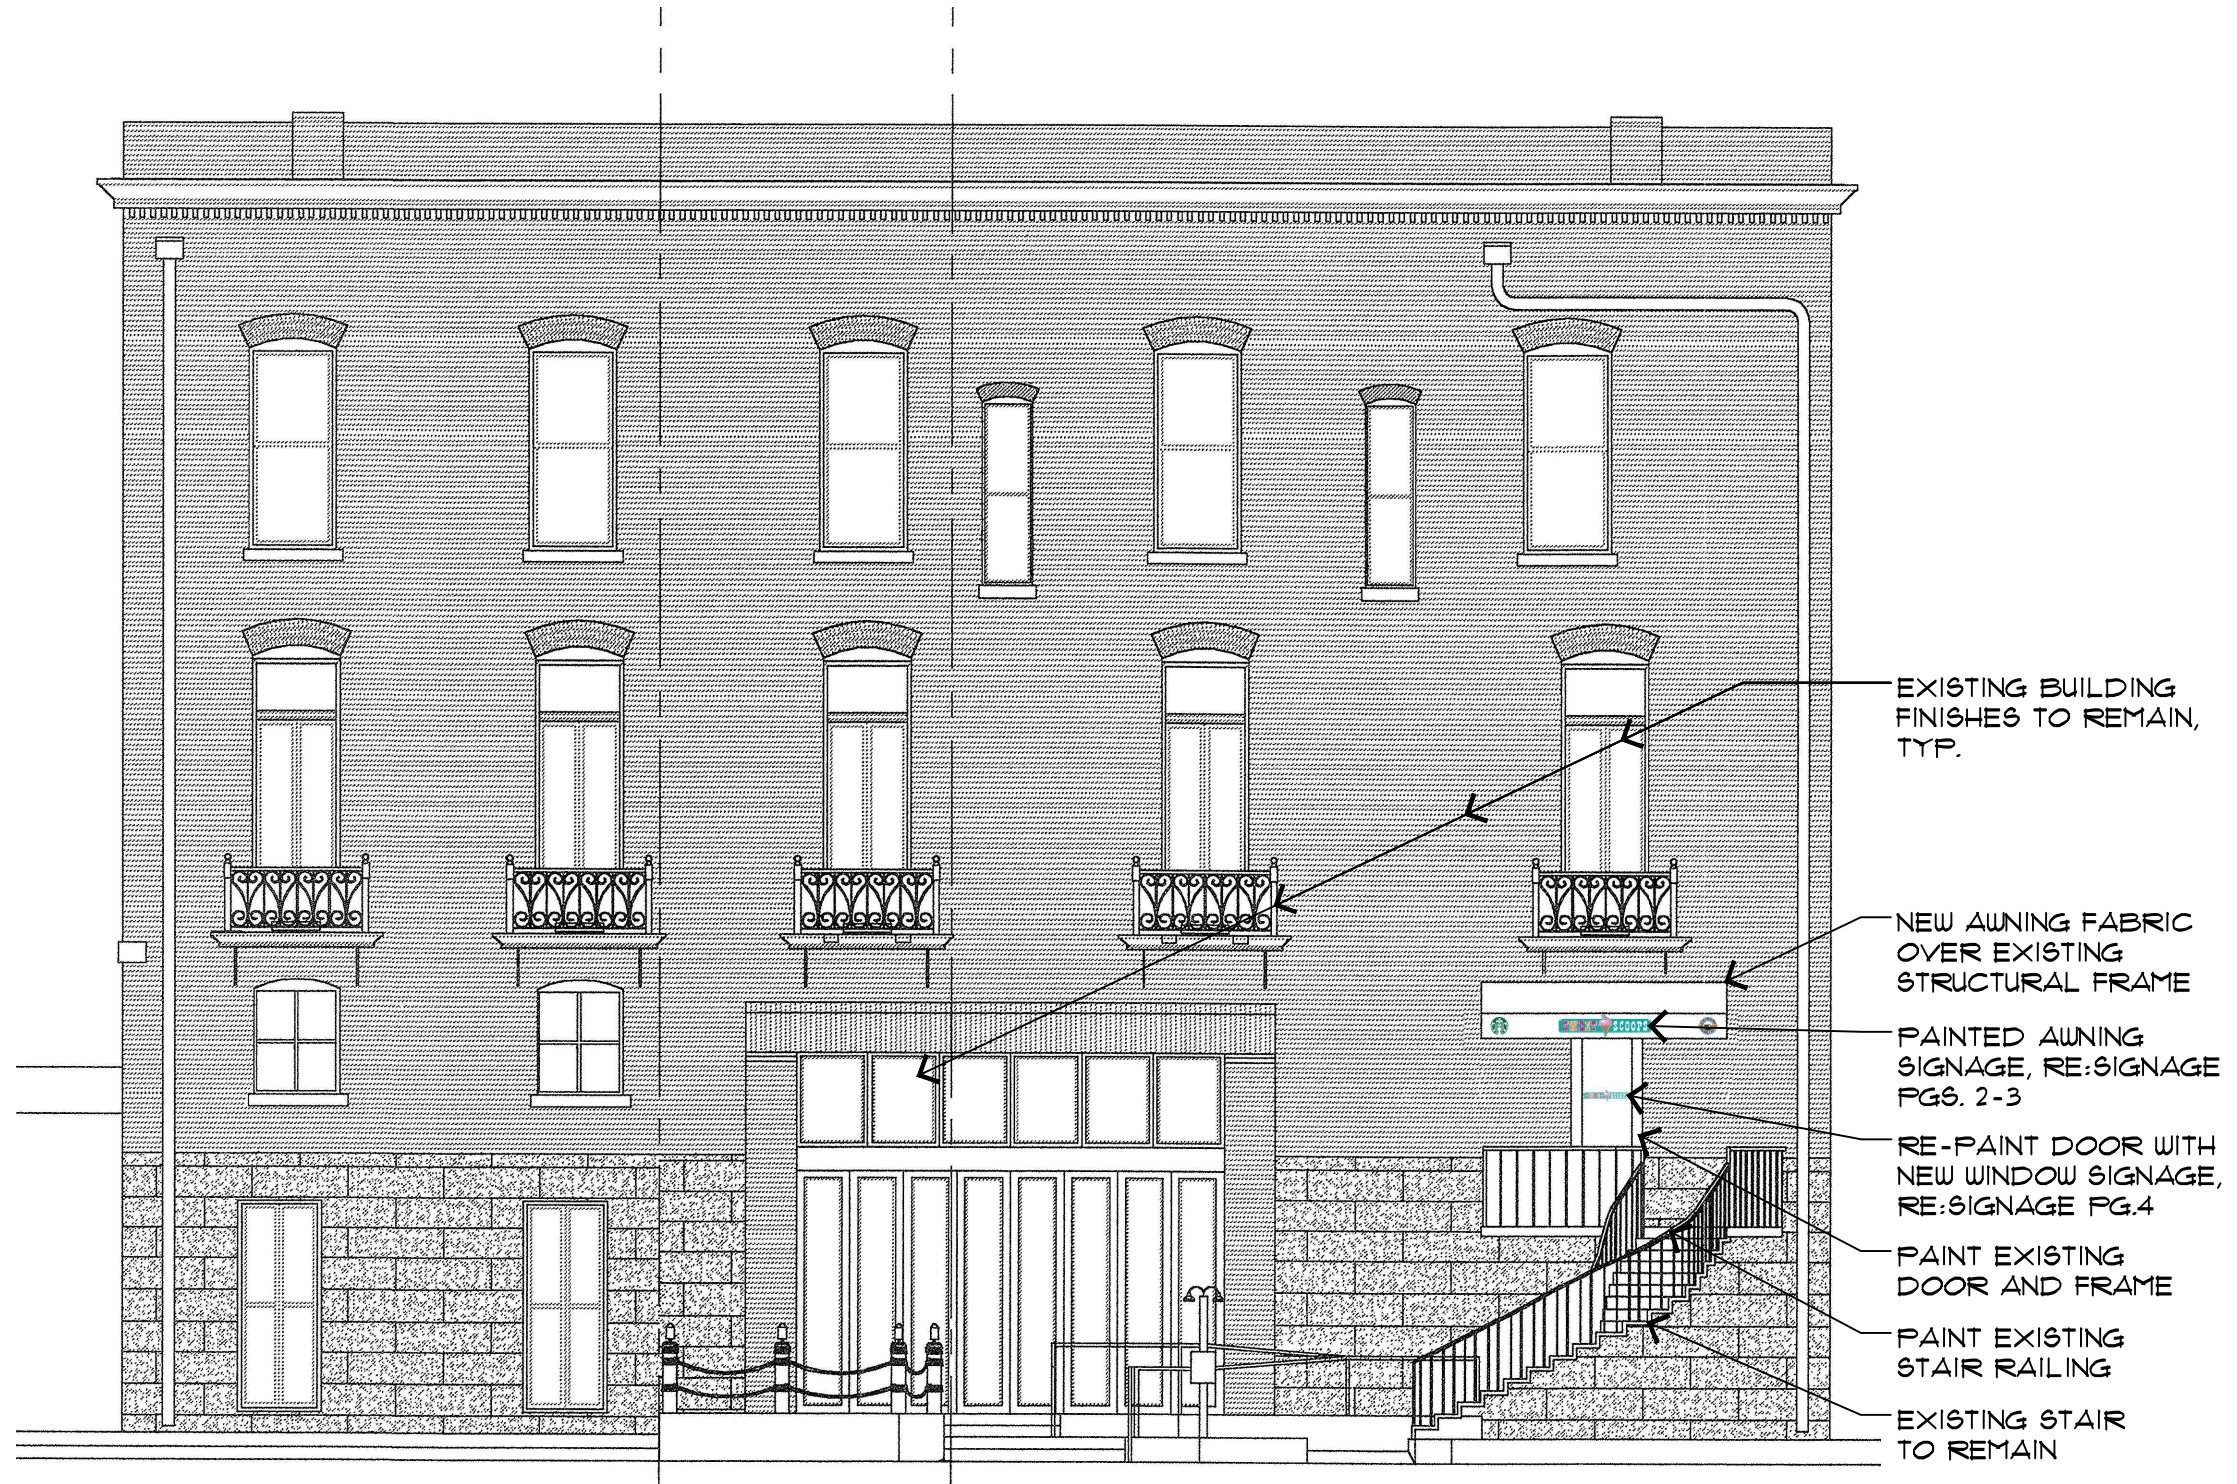 EXISTING BUILDING
FINISHES TO REMAIN,
TYP.
NEW AWNING FABRIC
OVER EXISTING
STRUCTURAL FRAME
SCOOPS
PAINTED AWNING
SIGNAGE, RE:SIGNAGE
PGS. 2-3
RE-PAINT DOOR WITH
NEW WINDOW SIGNAGE,
RE:SIGNAGE PG.4
PAINT EXISTING
DOOR AND FRAME
PAINT EXISTING
STAIR RAILING
EXISTING STAIR
TO REMAIN